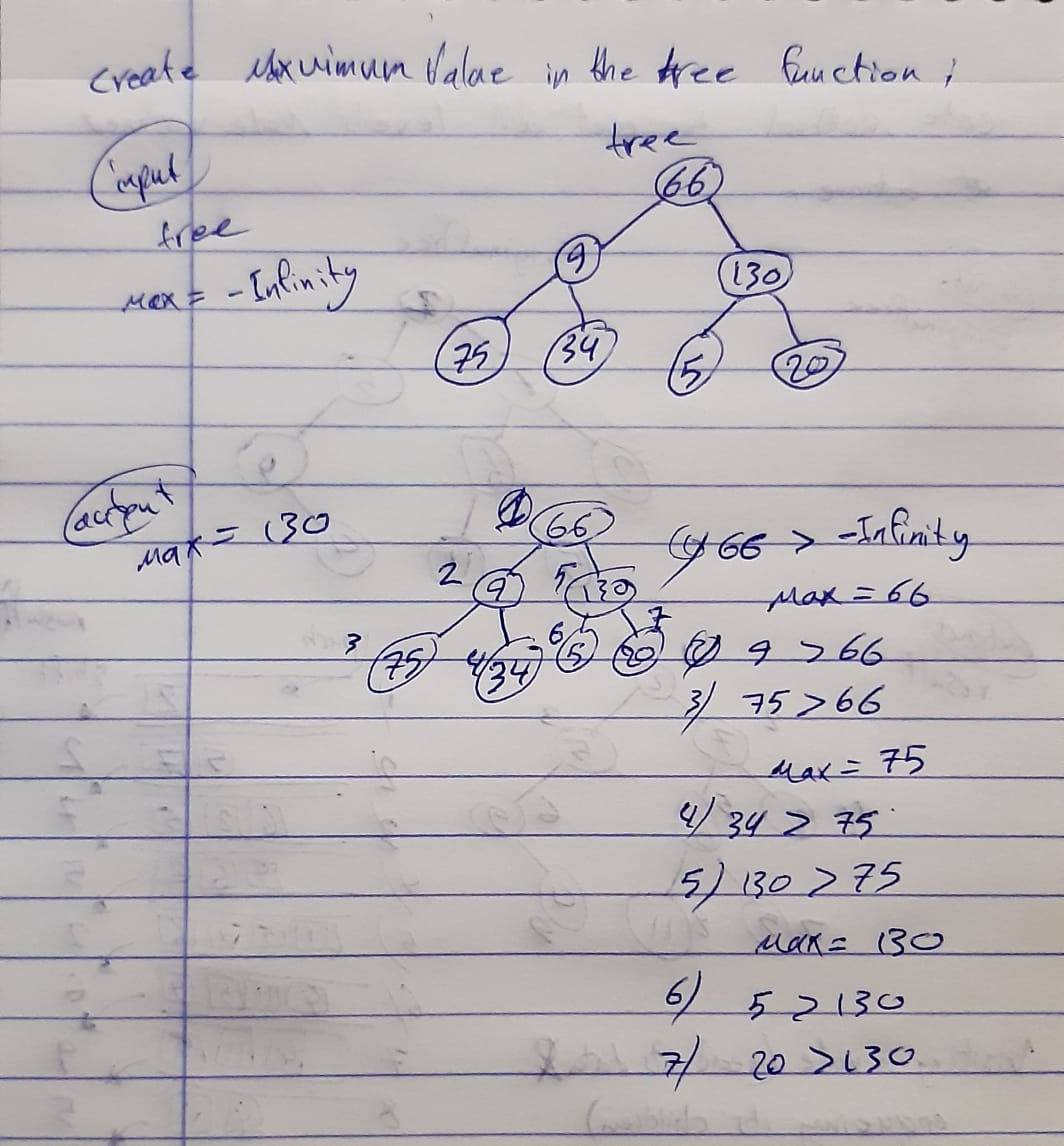 create Maxuimum Valae in the tree function ;
tree
input
tree
max = -Infinity
66
9 130
75 34 5 20
autput
max = 130
1 66
2 9 5 130
3 75 4 34 6 5 7 20
1) 66 > -Infinity
max = 66
2) 9 > 66
3) 75 > 66
max = 75
4) 34 > 75
5) 130 > 75
max = 130
6) 5 > 130
7) 20 > 130